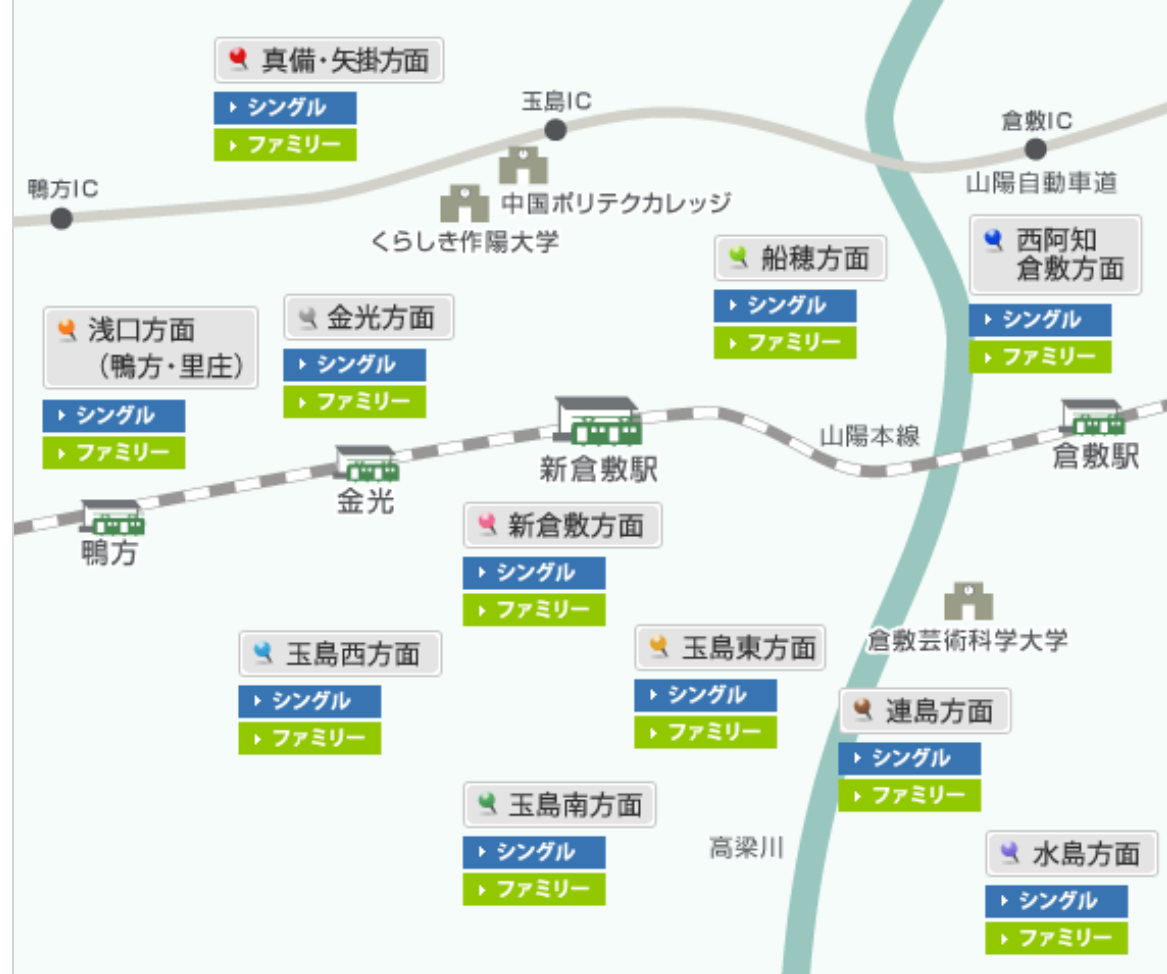 真備・矢掛方面
シングル
ファミリー
玉島IC
倉敷IC
山陽自動車道
鴨方IC
中国ポリテクカレッジ
くらしき作陽大学
船穂方面
シングル
ファミリー
西阿知
倉敷方面
シングル
ファミリー
浅口方面
（鴨方・里庄）
シングル
ファミリー
金光方面
シングル
ファミリー
山陽本線
新倉敷駅
倉敷駅
金光
鴨方
新倉敷方面
シングル
ファミリー
倉敷芸術科学大学
玉島西方面
シングル
ファミリー
玉島東方面
シングル
ファミリー
連島方面
シングル
ファミリー
玉島南方面
シングル
ファミリー
高梁川
水島方面
シングル
ファミリー